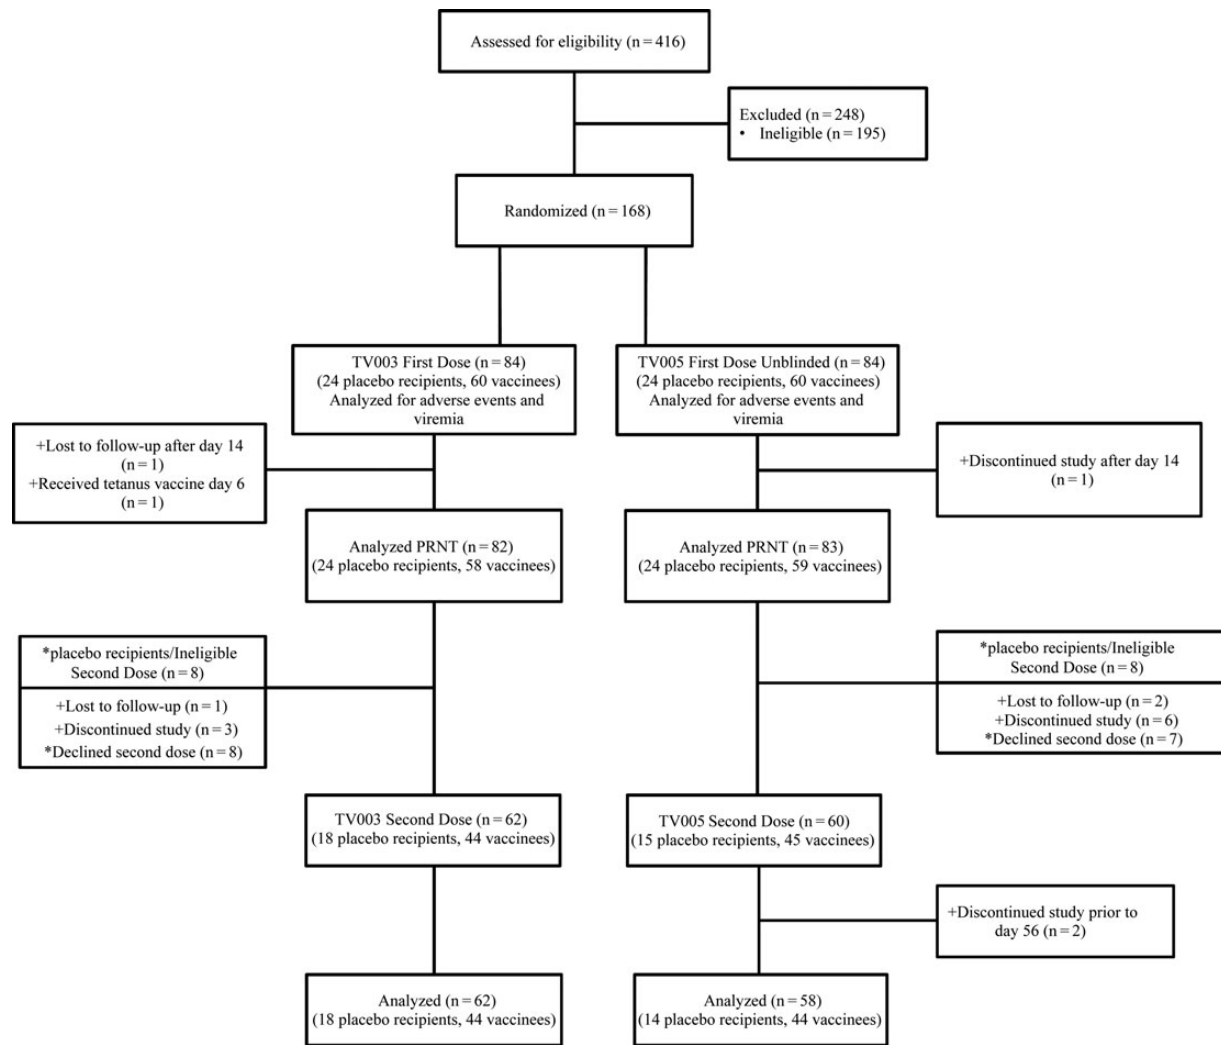 Assessed for eligibility (n = 416)
Excluded (n = 248)
• Ineligible (n = 195)
Randomized (n = 168)
TV003 First Dose (n = 84)
(24 placebo recipients, 60 vaccinees)
Analyzed for adverse events and
viremia
TV005 First Dose Unblinded (n = 84)
(24 placebo recipients, 60 vaccinees)
Analyzed for adverse events and
viremia
+Lost to follow-up after day 14
(n = 1)
+Received tetanus vaccine day 6
(n = 1)
+Discontinued study after day 14
(n = 1)
Analyzed PRNT (n = 82)
(24 placebo recipients, 58 vaccinees)
Analyzed PRNT (n = 83)
(24 placebo recipients, 59 vaccinees)
*placebo recipients/Ineligible
Second Dose (n = 8)
+Lost to follow-up (n = 1)
+Discontinued study (n = 3)
*Declined second dose (n = 8)
*placebo recipients/Ineligible
Second Dose (n = 8)
+Lost to follow-up (n = 2)
+Discontinued study (n = 6)
*Declined second dose (n = 7)
TV003 Second Dose (n = 62)
(18 placebo recipients, 44 vaccinees)
TV005 Second Dose (n = 60)
(15 placebo recipients, 45 vaccinees)
+Discontinued study prior to
day 56 (n = 2)
Analyzed (n = 62)
(18 placebo recipients, 44 vaccinees)
Analyzed (n = 58)
(14 placebo recipients, 44 vaccinees)